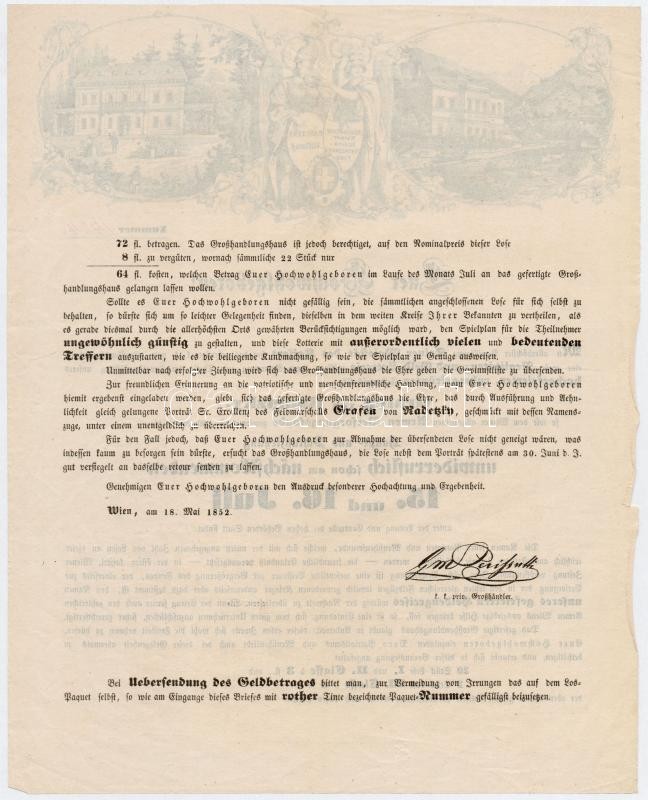 72 fl. betragen. Das Großhandlungshaus ist jedoch berechtiget, auf den Nominalpreis dieser Lose
8 fl. zu vergüten, wornach sämmtliche 22 Stück nur
64 fl. kosten, welchen Betrag Euer Hochwohlgeboren im Laufe des Monats Juli an das gefertigte Groß-
handlungshaus gelangen lassen wollen.
Sollte es Euer Hochwohlgeboren nicht gefällig sein, die sämmtlichen angeschlossenen Lose für sich selbst zu
behalten, so dürfte sich um so leichter Gelegenheit finden, dieselben in dem weiten Kreise Ihrer Bekannten zu vertheilen, als
es gerade diesmal durch die allerhöchsten Orts gewährten Berücksichtigungen möglich ward, den Spielplan für die Theilnehmer
ungewöhnlich günstig zu gestalten, und diese Lotterie mit außerordentlich vielen und bedeutenden
Treffern auszustatten, wie es die beiliegende Kundmachung, so wie der Spielplan zu Genüge ausweisen.
Unmittelbar nach erfolgter Ziehung wird sich das Großhandlungshaus die Ehre geben die Gewinnstliste zu übersenden.
Zur freundlichen Erinnerung an die patriotische und menschenfreundliche Handlung, wozu Euer Hochwohlgeboren
hiemit ergebenst eingeladen werden, gibt sich das gefertigte Großhandlungshaus die Ehre, das durch Ausführung und Aehn-
lichkeit gleich gelungene Porträt Sr. Excellenz des Feldmarschalls Grafen v. Radetzky, geschmückt mit dessen Namens-
zuge, unter einem unentgeldlich zu überreichen.
Für den Fall jedoch, daß Euer Hochwohlgeboren zur Abnahme der übersendeten Lose nicht geneigt wären, was
indessen kaum zu besorgen sein dürfte, ersucht das Großhandlungshaus, die Lose nebst dem Porträt spätestens am 30. Juni d. J.
gut versiegelt an dasselbe retour senden zu lassen.
Genehmigen Euer Hochwohlgeboren den Ausdruck besonderer Hochachtung und Ergebenheit.
Wien, am 18. Mai 1852.
k. k. priv. Großhändler.
Bei Uebersendung des Geldbetrages bittet man, zur Vermeidung von Irrungen das auf dem Los-
Paquet selbst, so wie am Eingange dieses Briefes mit rother Tinte bezeichnete Paquet-Nummer gefälligst beizusetzen.
darabanth